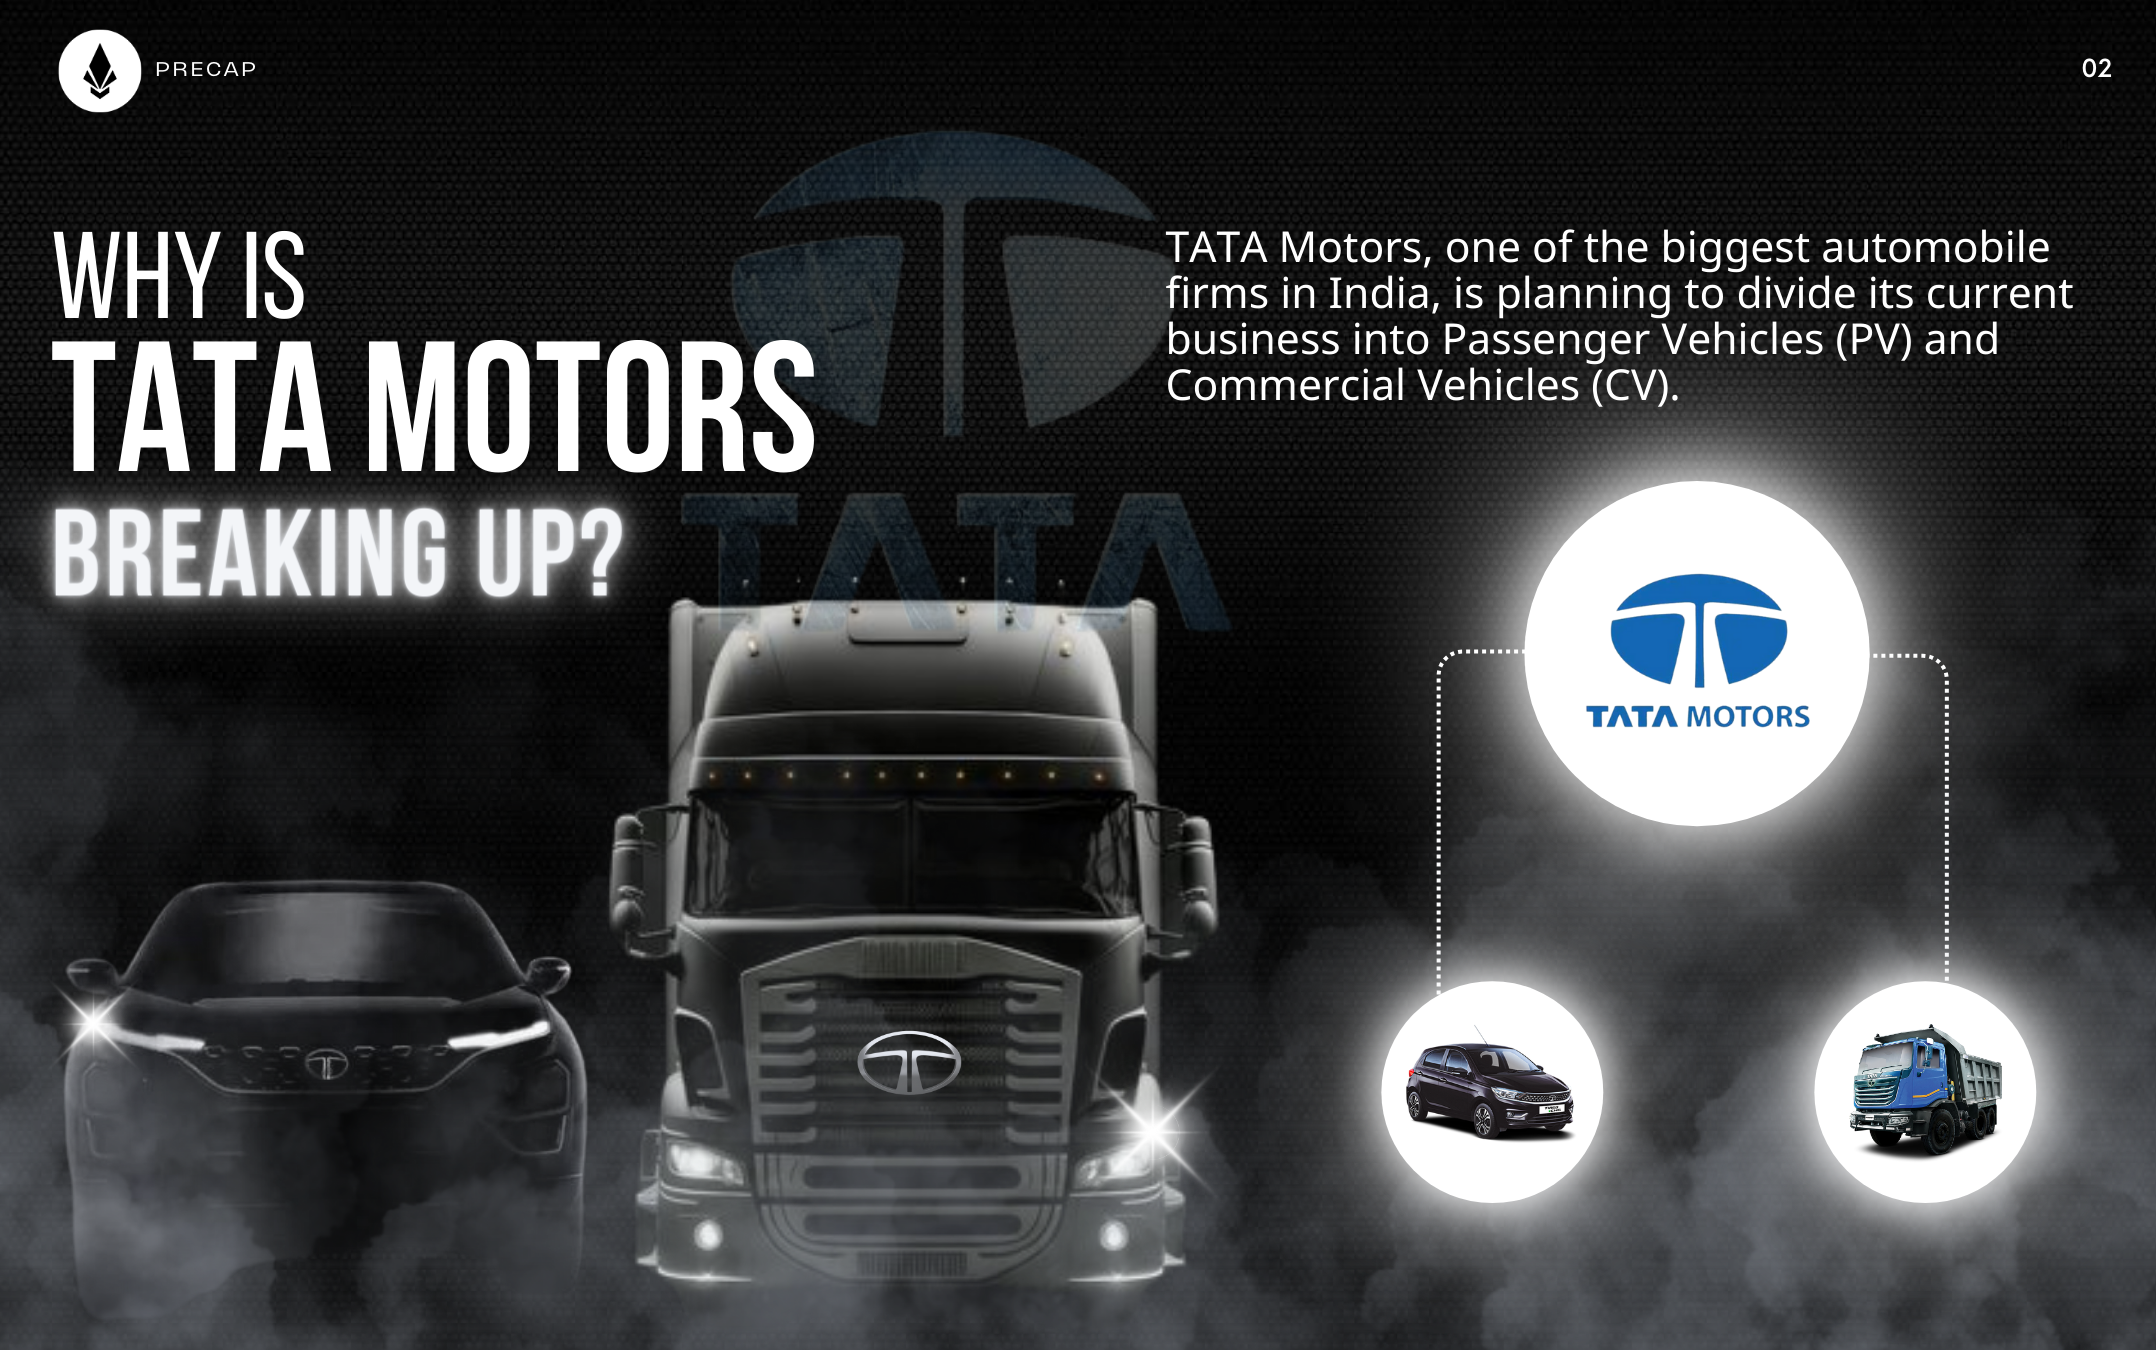 PRECAP
02
WHY IS
TATA MOTORS
BREAKING UP?
TATA Motors, one of the biggest automobile
firms in India, is planning to divide its current
business into Passenger Vehicles (PV) and
Commercial Vehicles (CV).
TATA
TATA MOTORS